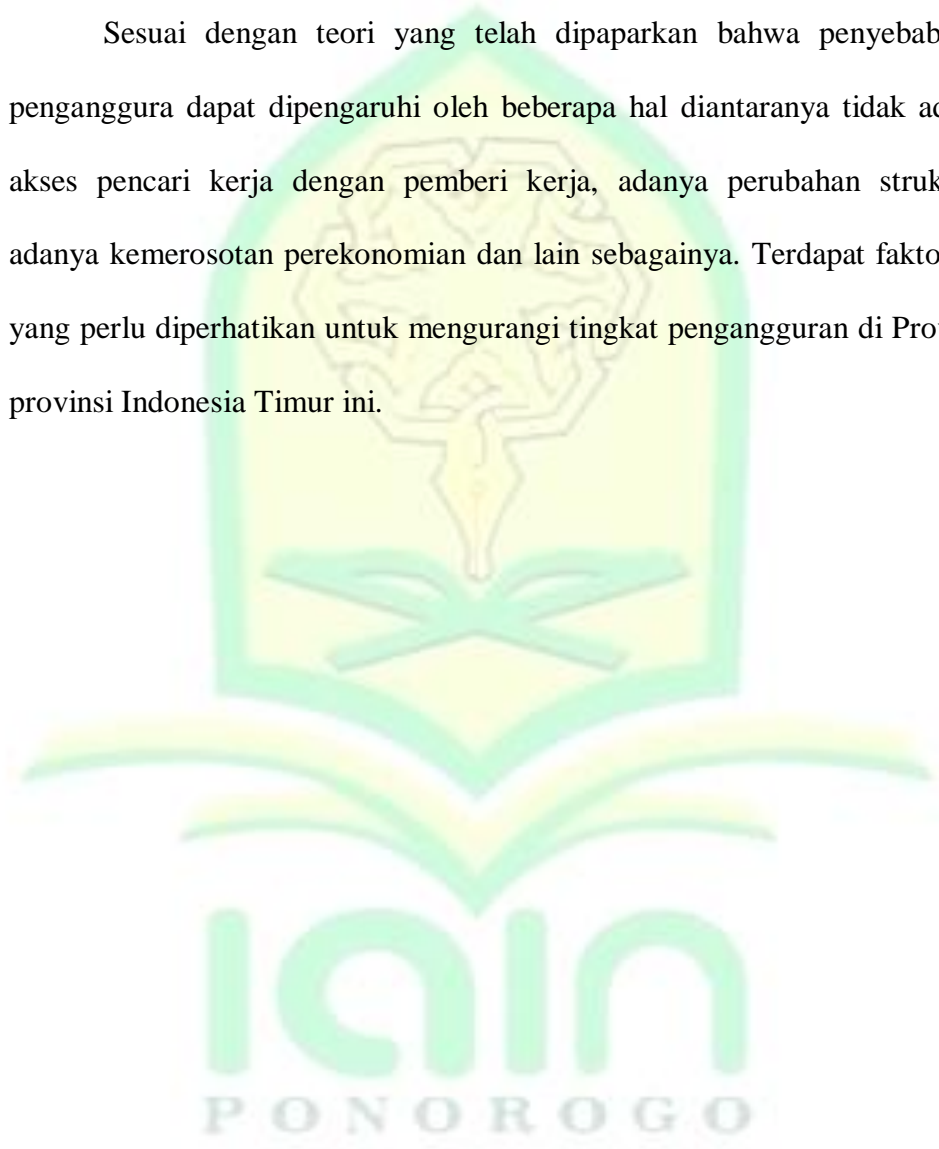 Sesuai dengan teori yang telah dipaparkan bahwa penyebab
penganggura dapat dipengaruhi oleh beberapa hal diantaranya tidak
akses pencari kerja dengan pemberi kerja, adanya perubahan
adanya kemerosotan perekonomian dan lain sebagainya. Terdapat
yang perlu diperhatikan untuk mengurangi tingkat pengangguran di
provinsi Indonesia Timur ini.
iain
PONOROGO